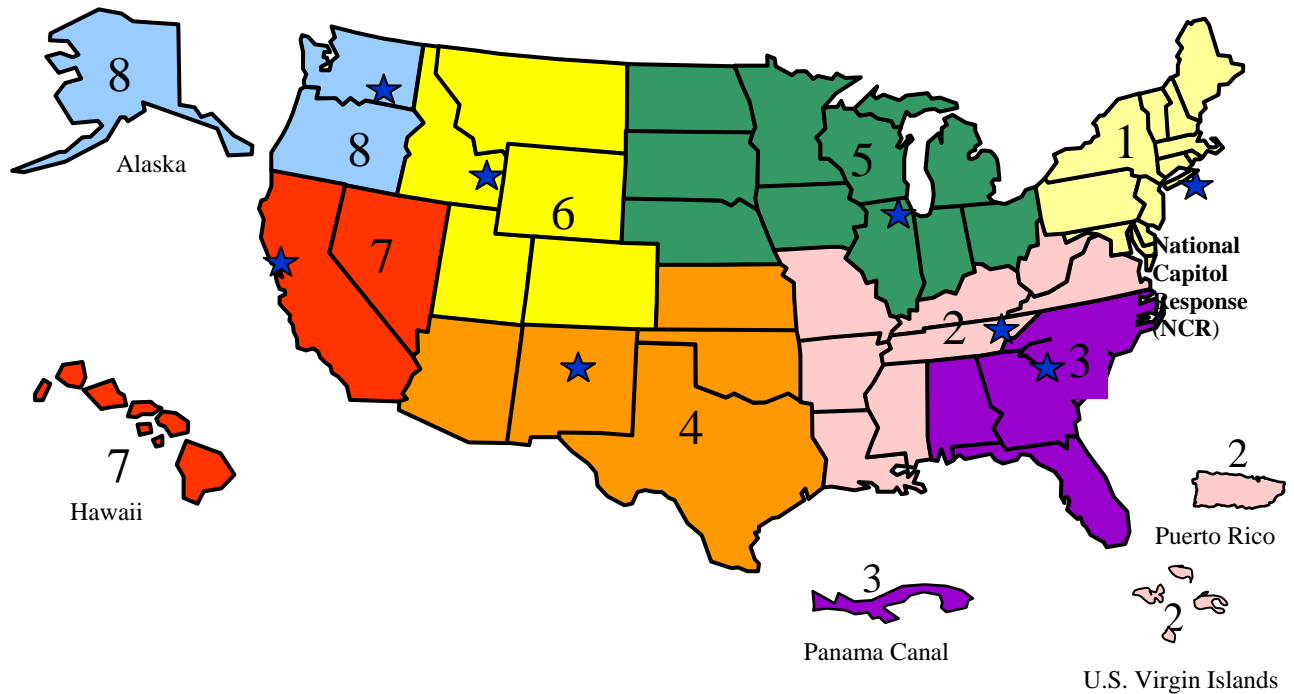 8
Alaska
8
5
1
6
7
National
Capitol
Response
(NCR)
2
3
4
7
Hawaii
2
Puerto Rico
3
Panama Canal
2
U.S. Virgin Islands